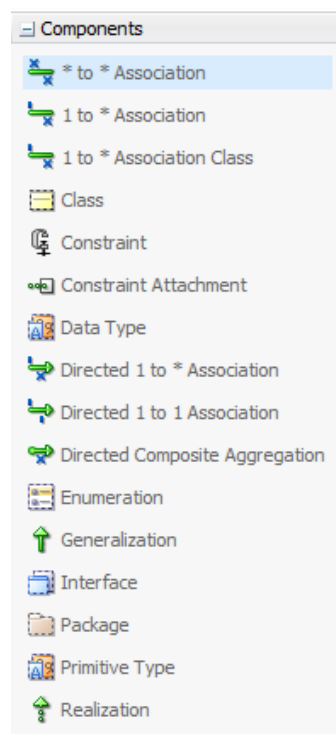 Components
* to * Association
1 to * Association
1 to * Association Class
Class
Constraint
Constraint Attachment
Data Type
Directed 1 to * Association
Directed 1 to 1 Association
Directed Composite Aggregation
Enumeration
Generalization
Interface
Package
Primitive Type
Realization